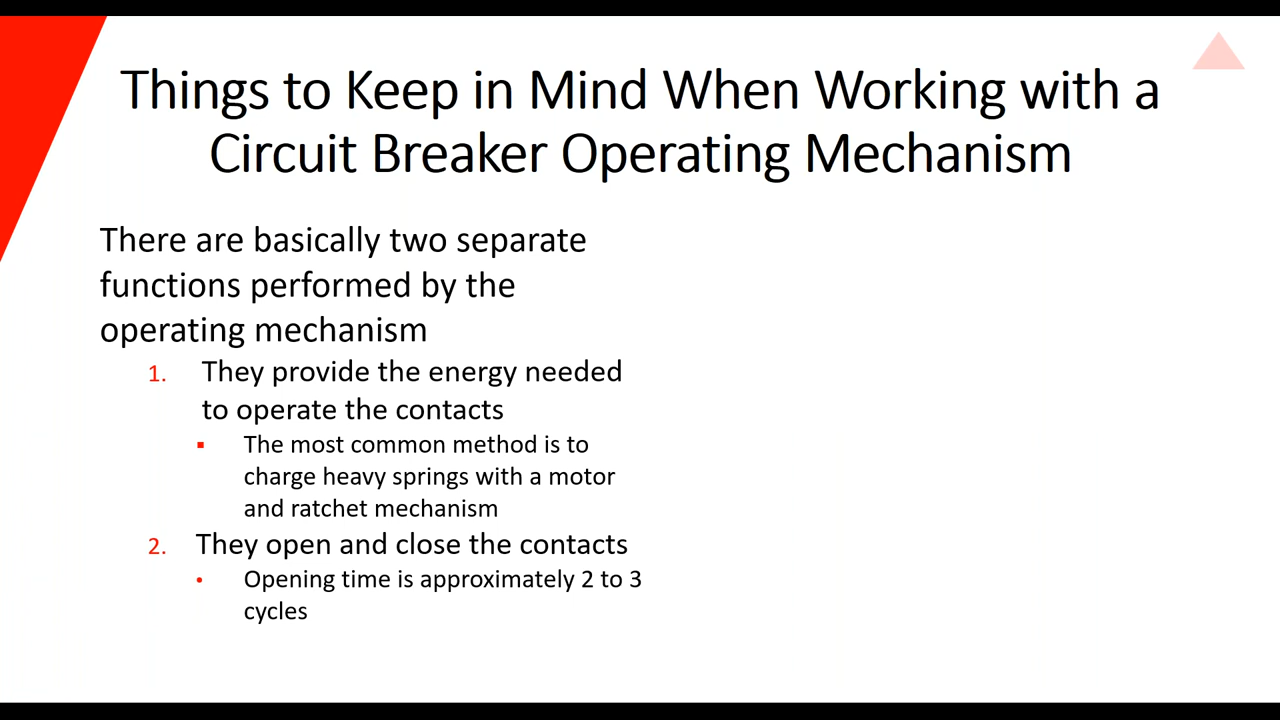 Things to Keep in Mind When Working with a
Circuit Breaker Operating Mechanism
There are basically two separate
functions performed by the
operating mechanism
1. They provide the energy needed
to operate the contacts
▪ The most common method is to
charge heavy springs with a motor
and ratchet mechanism
2. They open and close the contacts
• Opening time is approximately 2 to 3
cycles